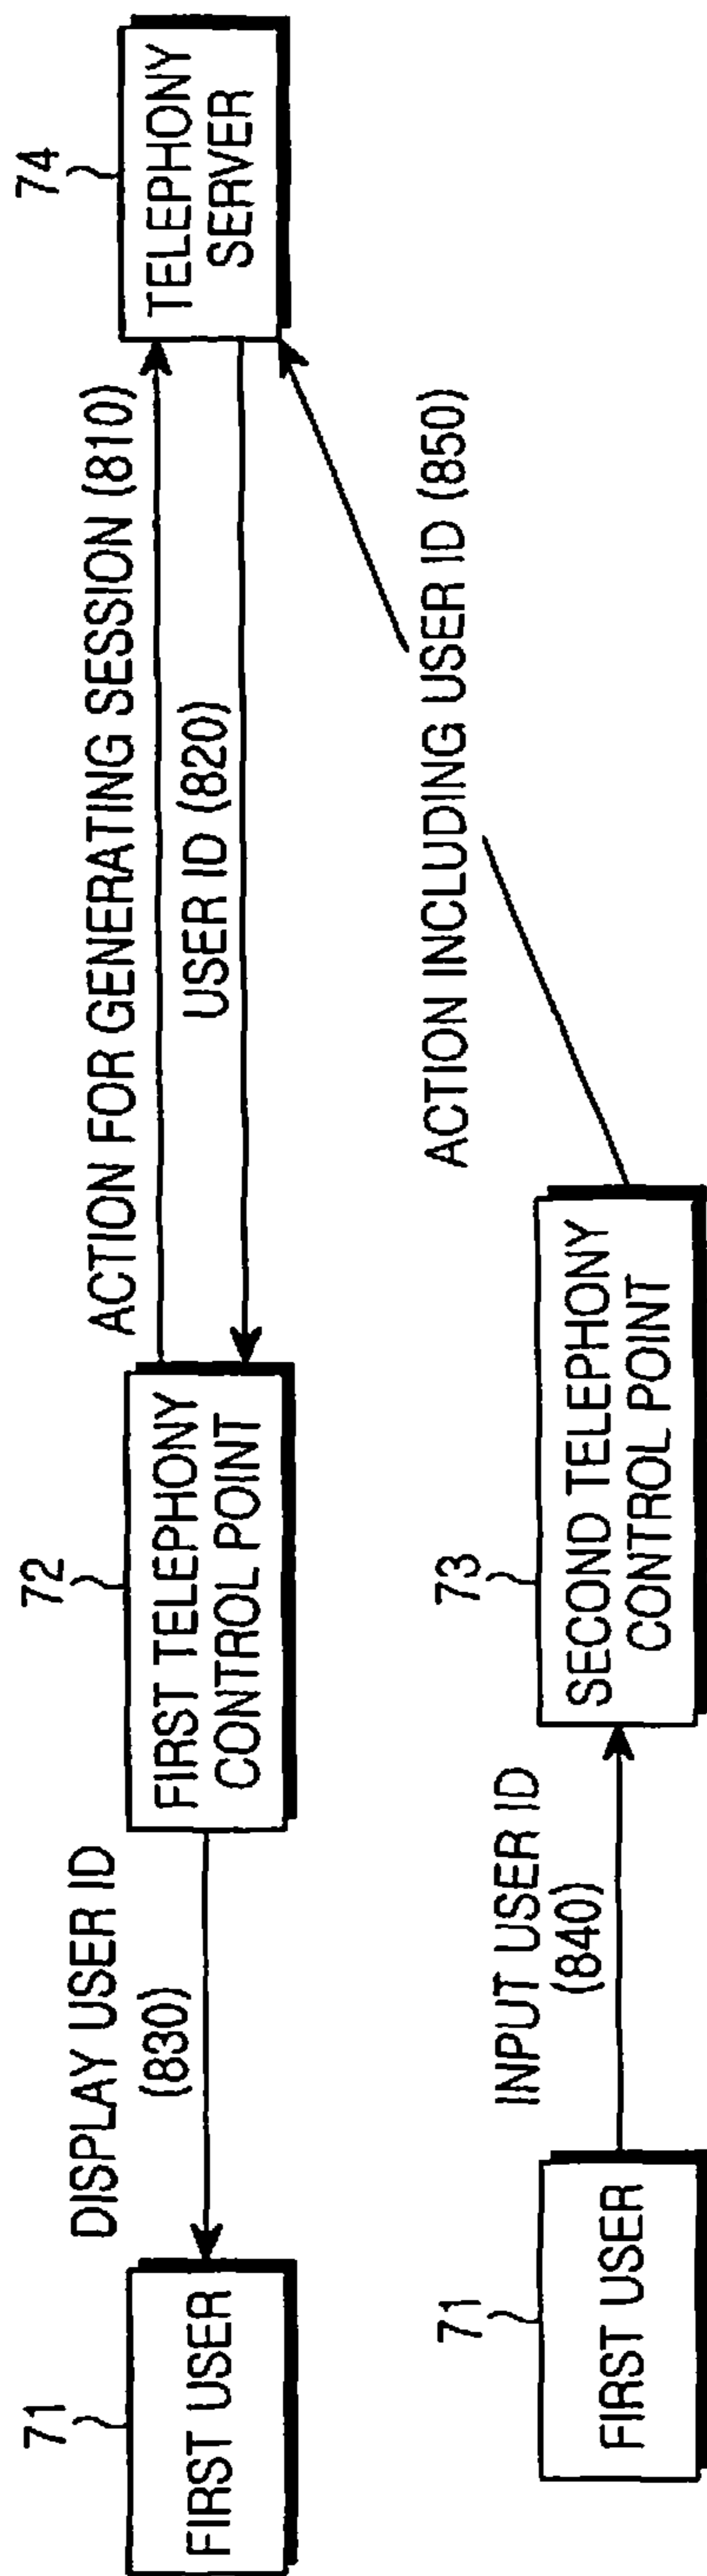 71
FIRST USER
DISPLAY USER ID
(830)
72
FIRST TELEPHONY
CONTROL POINT
ACTION FOR GENERATING SESSION (810)
USER ID (820)
74
TELEPHONY
SERVER
71
FIRST USER
INPUT USER ID
(840)
73
SECOND TELEPHONY
CONTROL POINT
ACTION INCLUDING USER ID (850)